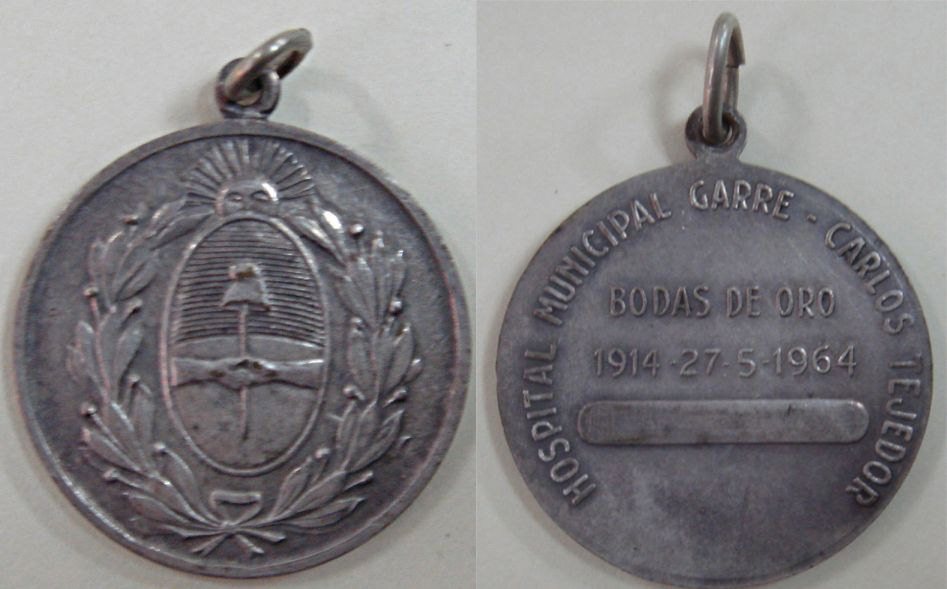 HOSPITAL MUNICIPAL GARRE - CARLOS TEJEDOR
BODAS DE ORO
1914-27-5-1964